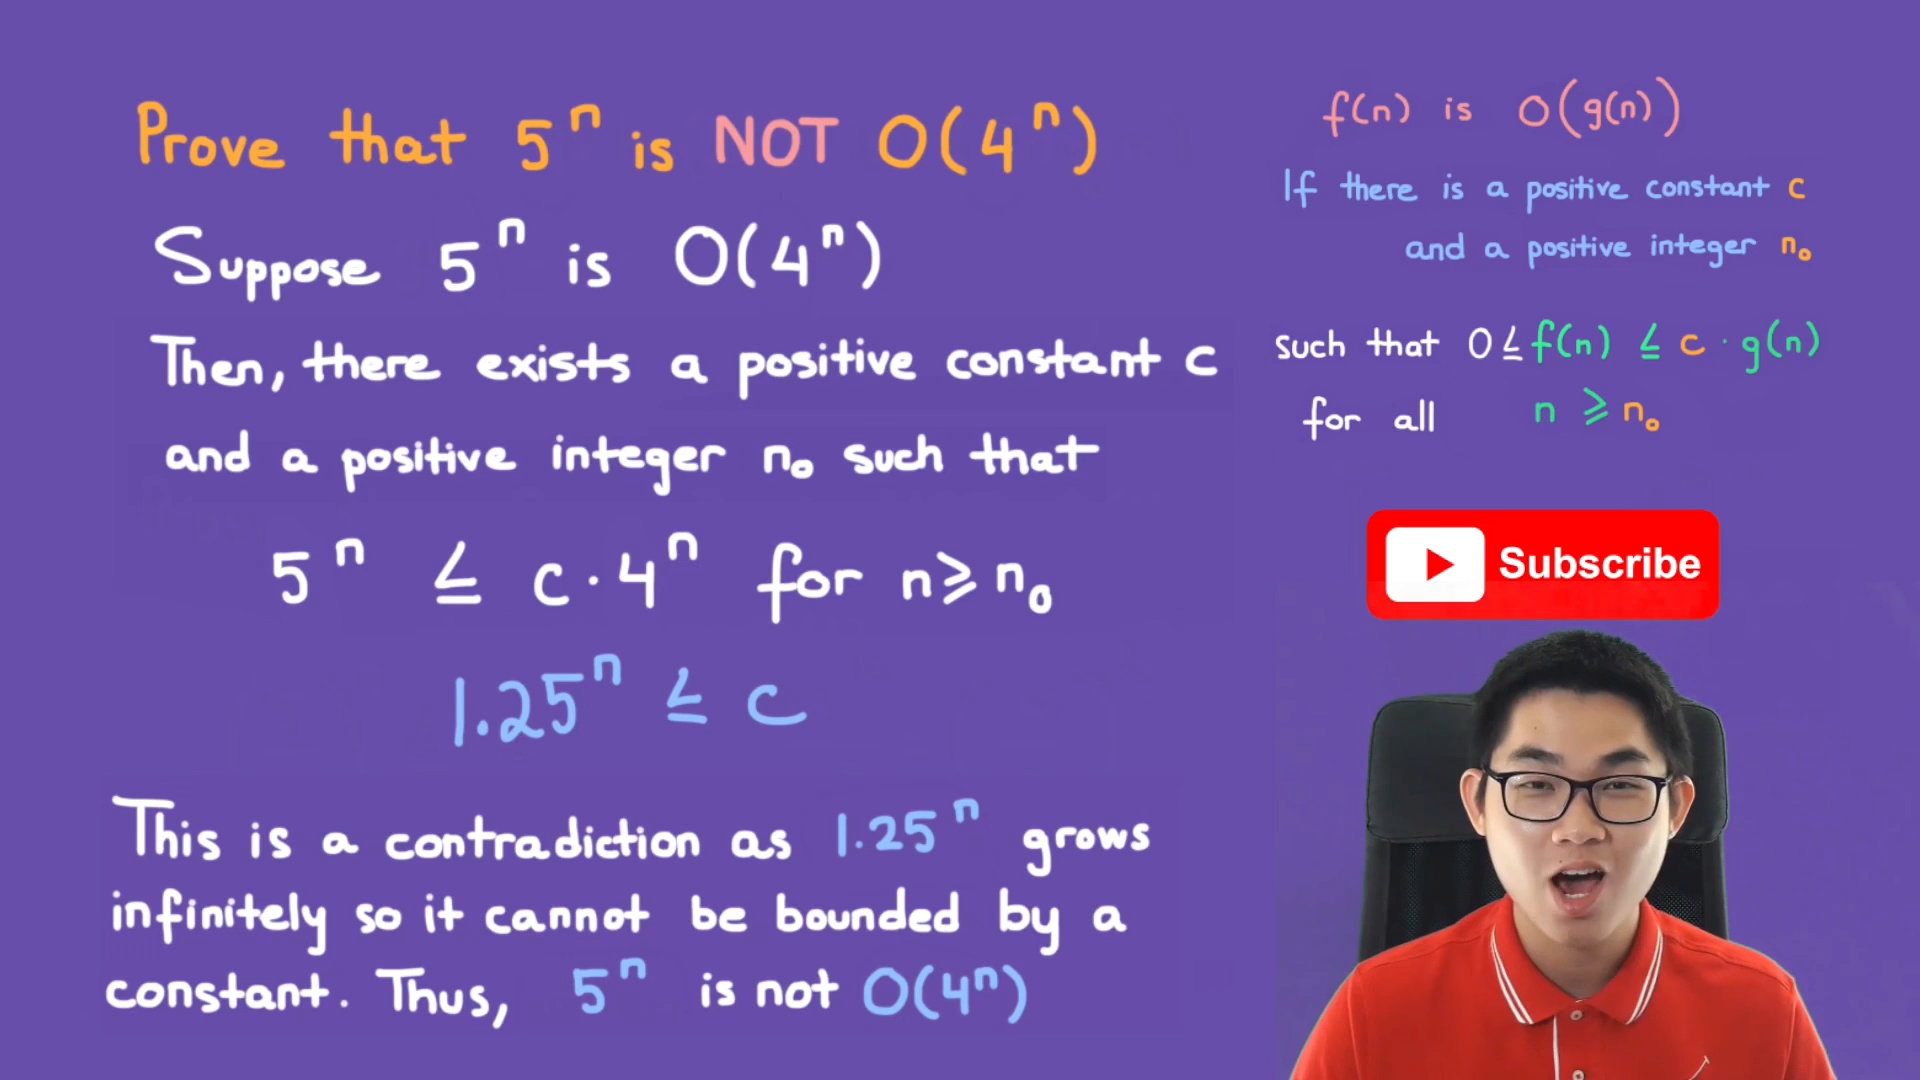 Prove that 5ⁿ is NOT O(4ⁿ)
Suppose 5ⁿ is O(4ⁿ)
Then, there exists a positive constant c
and a positive integer n₀ such that
5ⁿ ≤ c · 4ⁿ for n ≥ n₀
1.25ⁿ ≤ c
This is a contradiction as 1.25ⁿ grows
infinitely so it cannot be bounded by a
constant. Thus, 5ⁿ is not O(4ⁿ)
f(n) is O(g(n))
If there is a positive constant c
and a positive integer n₀
such that 0 ≤ f(n) ≤ c · g(n)
for all n ≥ n₀
Subscribe